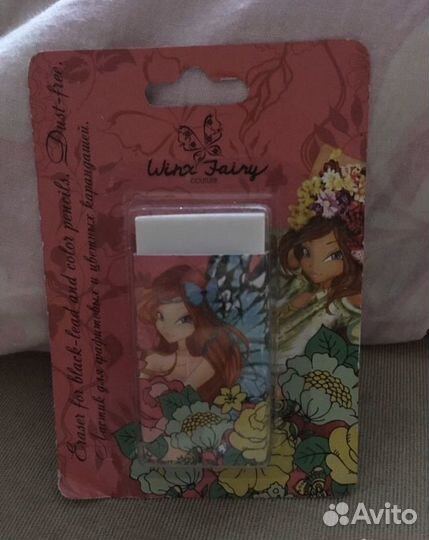 Winx Fairy
COUTURE
Eraser for black-lead and color pencils. Dust-free.
Ластик для графитовых и цветных карандашей.
Avito